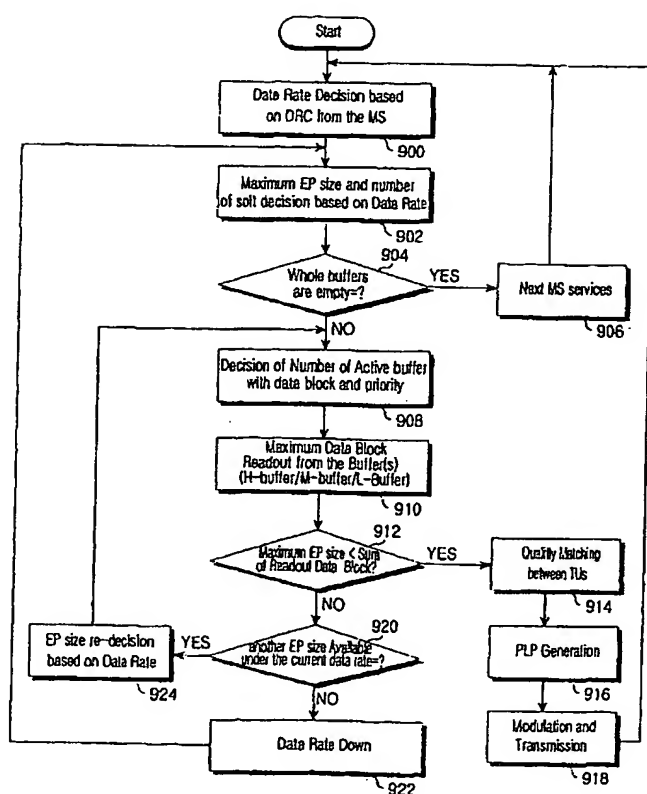 Start
Data Rate Decision based
on DRC from the MS
900
Maximum EP size and number
of soft decision based on Data Rate
902
904
Whole buffers
are empty=?
YES
Next MS services
906
NO
Decision of Number of Active buffer
with data block and priority
908
Maximum Data Block
Readout from the Buffer(s)
(H-buffer/M-buffer/L-Buffer)
910
912
Maximum EP size < Sum
of Readout Data Block?
YES
Quality Matching
between TUs
914
NO
920
another EP size Available
under the current data rate=?
YES
EP size re-decision
based on Data Rate
924
PLP Generation
916
NO
Data Rate Down
922
Modulation and
Transmission
918